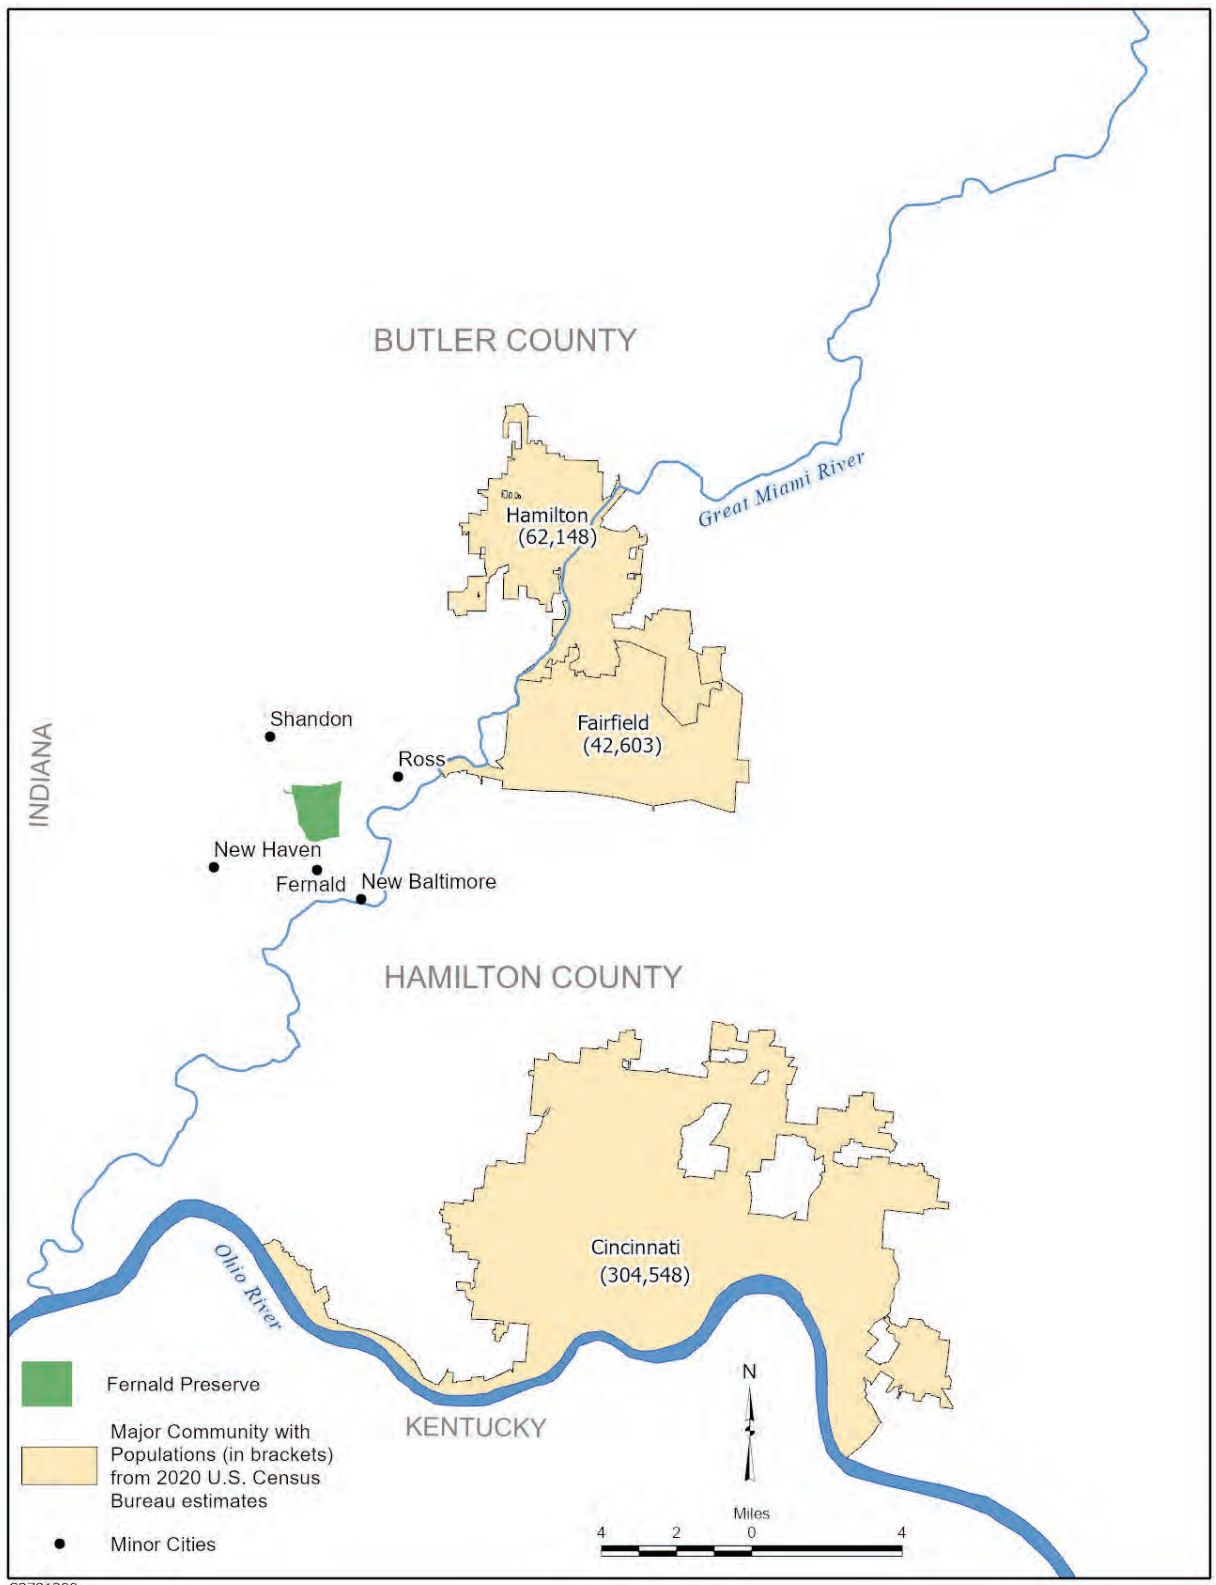 BUTLER COUNTY
Great Miami River
Hamilton
(62,148)
Fairfield
(42,603)
Shandon
Ross
INDIANA
New Haven
Fernald
New Baltimore
HAMILTON COUNTY
Cincinnati
(304,548)
Ohio River
KENTUCKY
Fernald Preserve
Major Community with
Populations (in brackets)
from 2020 U.S. Census
Bureau estimates
Minor Cities
N
Miles
4 2 0 4